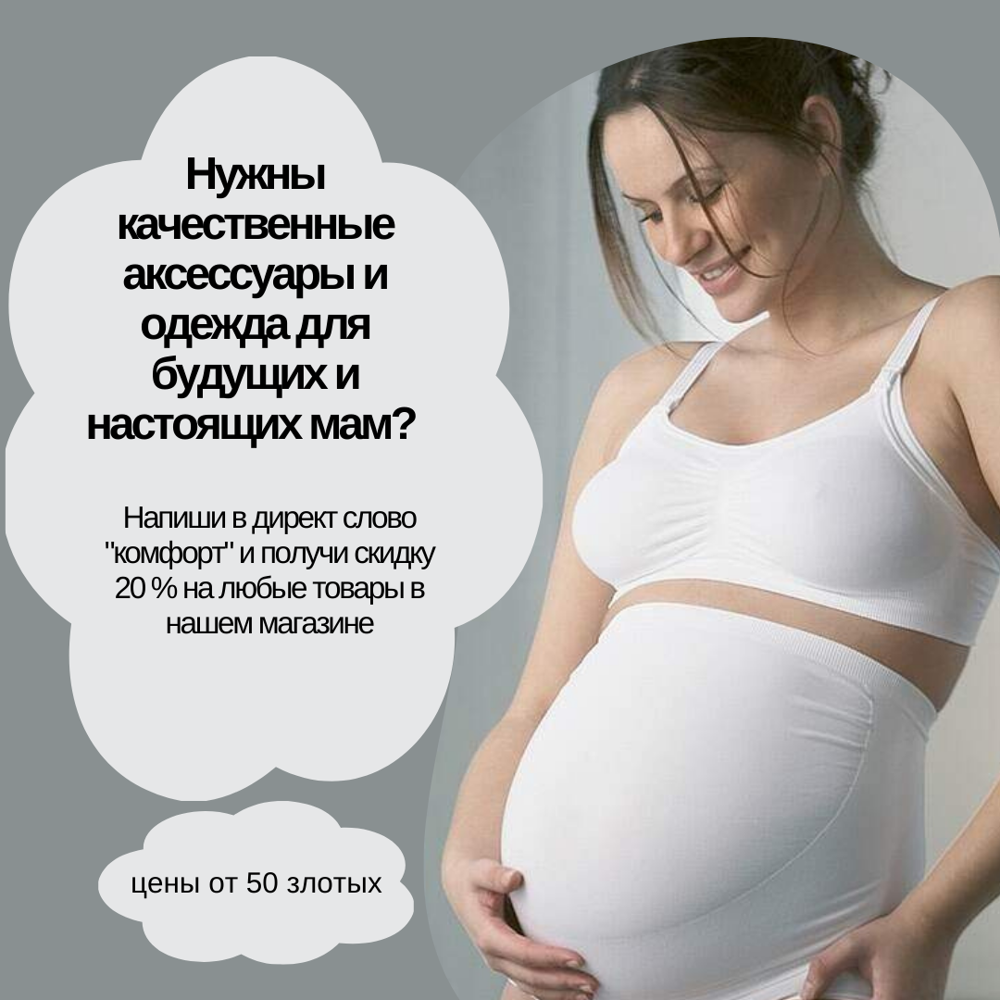 Нужны
качественные
аксессуары и
одежда для
будущих и
настоящих мам?
Напиши в директ слово
"комфорт" и получи скидку
20 % на любые товары в
нашем магазине
цены от 50 злотых